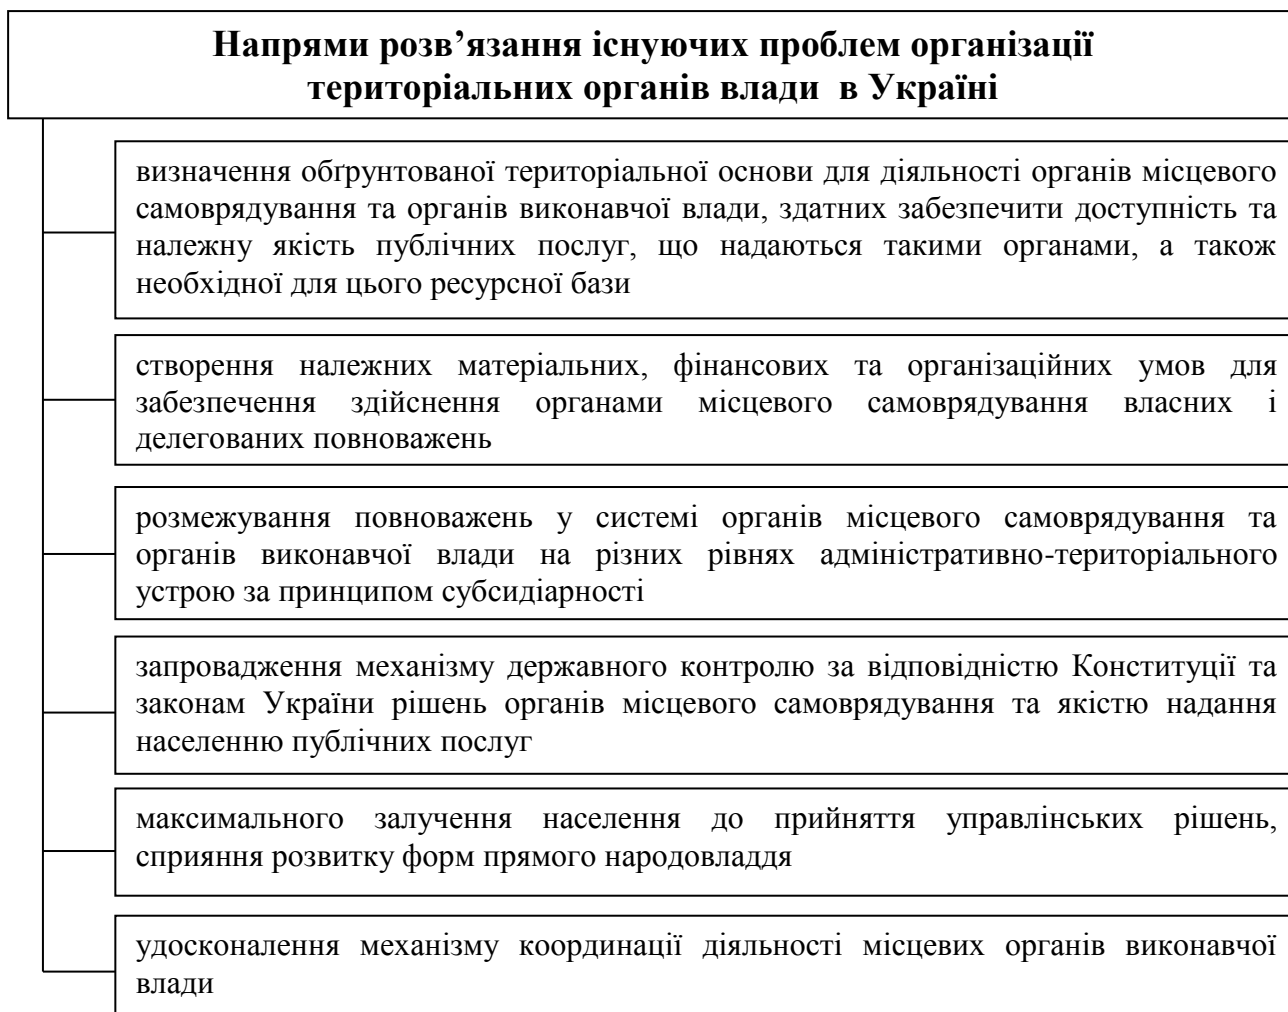 Напрями розв’язання існуючих проблем організації
територіальних органів влади в Україні
визначення обґрунтованої територіальної основи для діяльності органів місцевого
самоврядування та органів виконавчої влади, здатних забезпечити доступність та
належну якість публічних послуг, що надаються такими органами, а також
необхідної для цього ресурсної бази
створення належних матеріальних, фінансових та організаційних умов для
забезпечення здійснення органами місцевого самоврядування власних і
делегованих повноважень
розмежування повноважень у системі органів місцевого самоврядування та
органів виконавчої влади на різних рівнях адміністративно-територіального
устрою за принципом субсидіарності
запровадження механізму державного контролю за відповідністю Конституції та
законам України рішень органів місцевого самоврядування та якістю надання
населенню публічних послуг
максимального залучення населення до прийняття управлінських рішень,
сприяння розвитку форм прямого народовладдя
удосконалення механізму координації діяльності місцевих органів виконавчої
влади